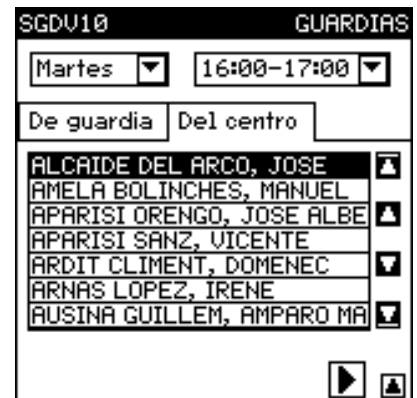 SGDV10 GUARDIAS
Martes 16:00-17:00
De guardia Del centro
ALCAIDE DEL ARCO, JOSE
AMELA BOLINCHES, MANUEL
APARISI ORENGO, JOSE ALBE
APARISI SANZ, VICENTE
ARDIT CLIMENT, DOMENEC
ARNAS LOPEZ, IRENE
AUSINA GUILLEM, AMPARO MA